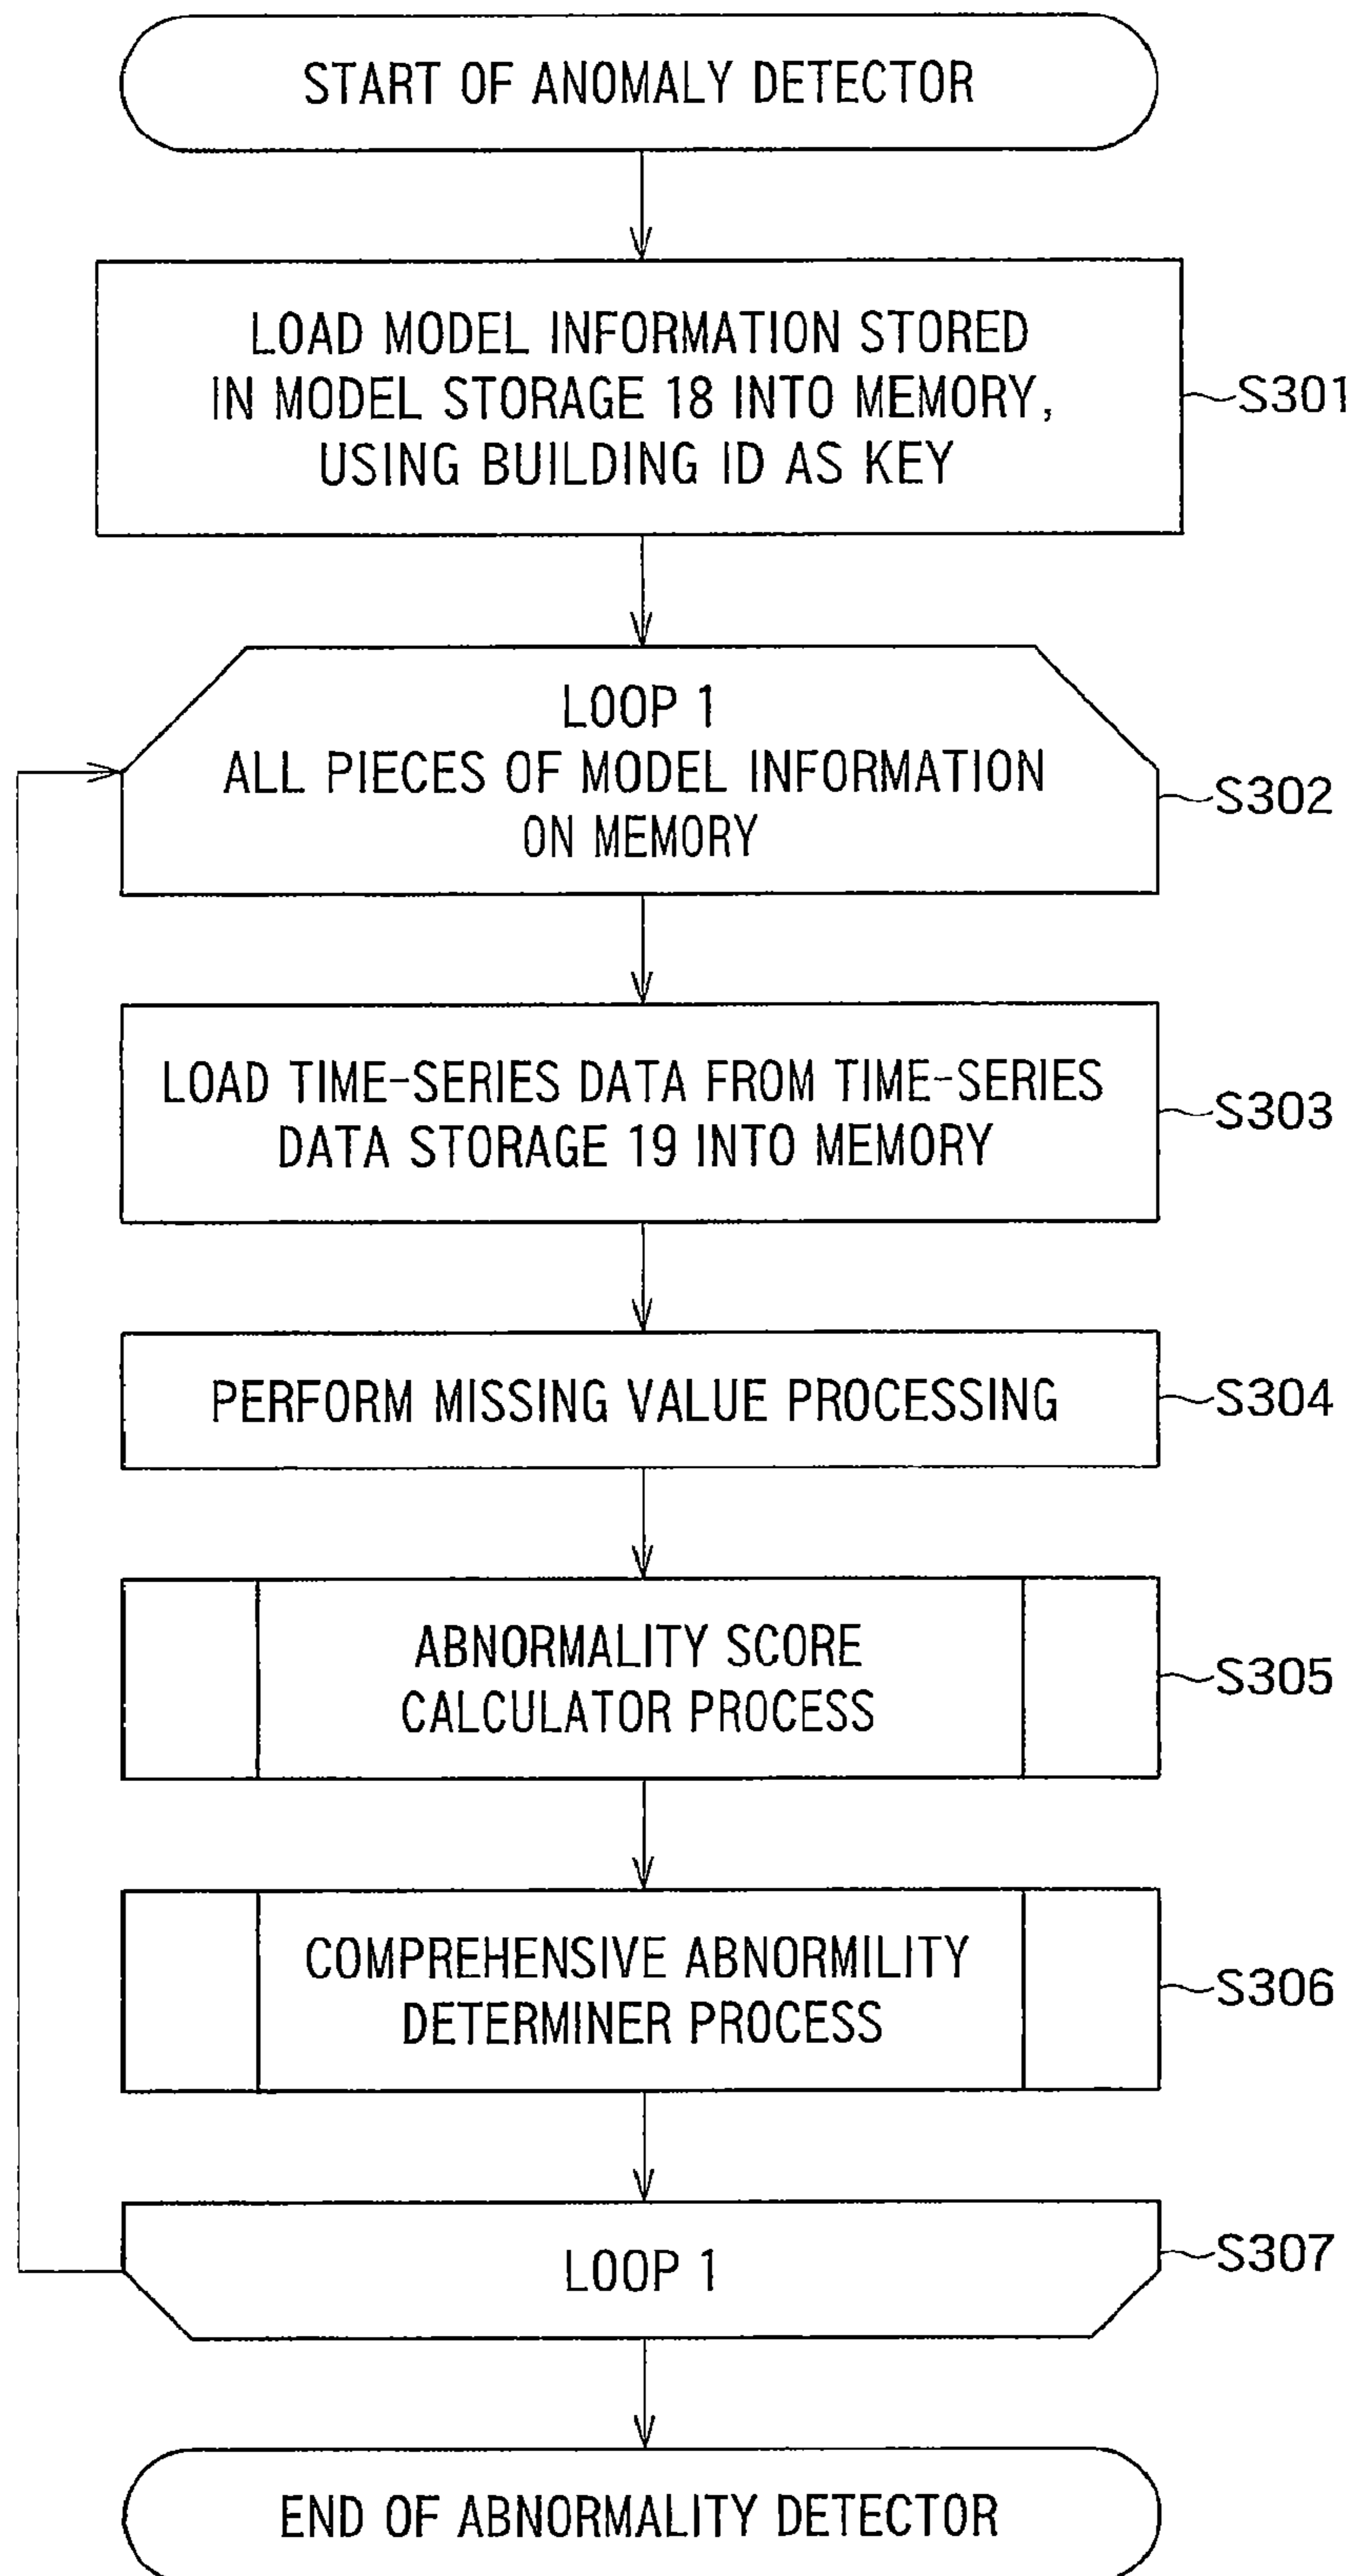 START OF ANOMALY DETECTOR
LOAD MODEL INFORMATION STORED
IN MODEL STORAGE 18 INTO MEMORY,
USING BUILDING ID AS KEY
S301
LOOP 1
ALL PIECES OF MODEL INFORMATION
ON MEMORY
S302
LOAD TIME-SERIES DATA FROM TIME-SERIES
DATA STORAGE 19 INTO MEMORY
S303
PERFORM MISSING VALUE PROCESSING
S304
ABNORMALITY SCORE
CALCULATOR PROCESS
S305
COMPREHENSIVE ABNORMILITY
DETERMINER PROCESS
S306
LOOP 1
S307
END OF ABNORMALITY DETECTOR